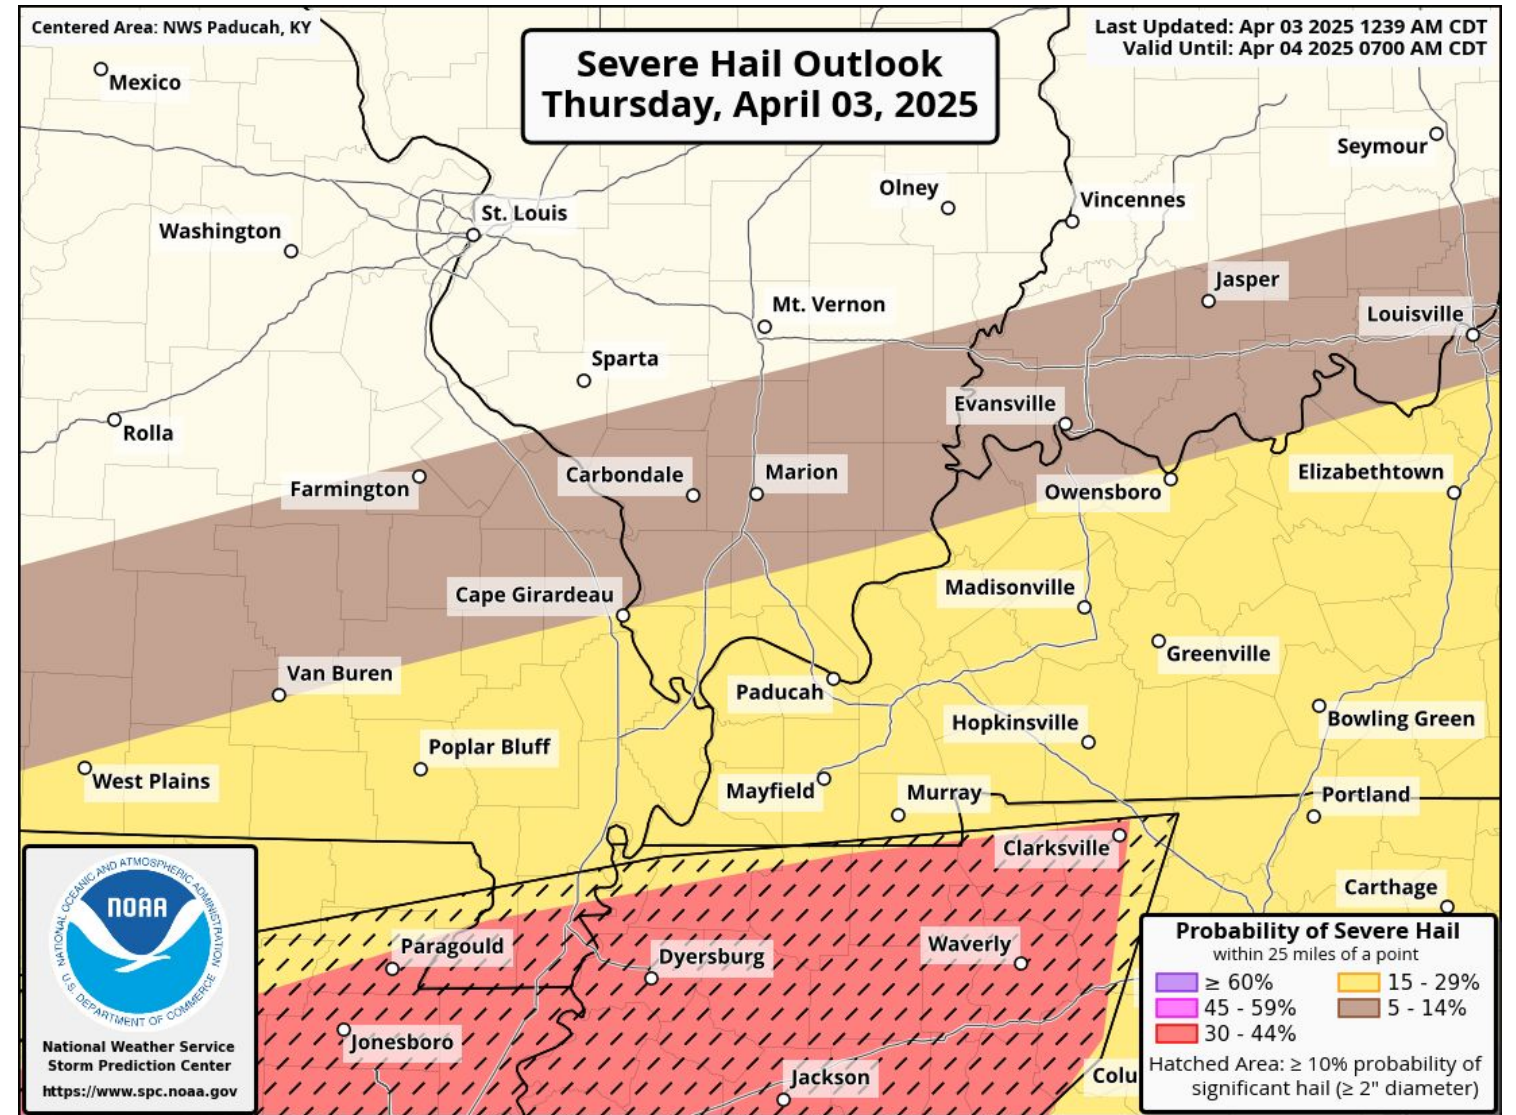 Centered Area: NWS Paducah, KY
Last Updated: Apr 03 2025 1239 AM CDT
Valid Until: Apr 04 2025 0700 AM CDT
Severe Hail Outlook
Thursday, April 03, 2025
Mexico
Seymour
Olney
Vincennes
St. Louis
Washington
Jasper
Mt. Vernon
Louisville
Sparta
Evansville
Rolla
Carbondale
Marion
Elizabethtown
Farmington
Owensboro
Cape Girardeau
Madisonville
Greenville
Van Buren
Paducah
Hopkinsville
Bowling Green
Poplar Bluff
West Plains
Mayfield
Murray
Portland
Clarksville
Carthage
Paragould
Dyersburg
Waverly
Jonesboro
Jackson
Colu
NATIONAL OCEANIC AND ATMOSPHERIC ADMINISTRATION
NOAA
U.S. DEPARTMENT OF COMMERCE
National Weather Service
Storm Prediction Center
https://www.spc.noaa.gov
Probability of Severe Hail
within 25 miles of a point
≥ 60%
15 - 29%
45 - 59%
5 - 14%
30 - 44%
Hatched Area: ≥ 10% probability of
significant hail (≥ 2" diameter)